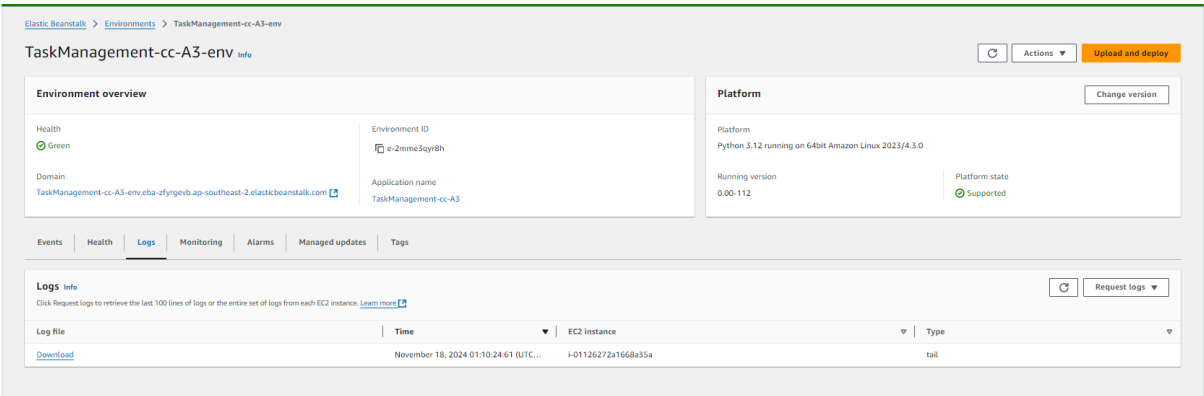 Elastic Beanstalk > Environments > TaskManagement-cc-A3-env
TaskManagement-cc-A3-env Info
Actions ▼ Upload and deploy
Environment overview
Health
Green
Environment ID
e-2mme3qyr8h
Domain
TaskManagement-cc-A3-env.eba-zfyrgevb.ap-southeast-2.elasticbeanstalk.com
Application name
TaskManagement-cc-A3
Platform
Change version
Platform
Python 3.12 running on 64bit Amazon Linux 2023/4.3.0
Running version
0.00-112
Platform state
Supported
Events Health Logs Monitoring Alarms Managed updates Tags
Logs Info
Request logs ▼
Click Request logs to retrieve the last 100 lines of logs or the entire set of logs from each EC2 instance. Learn more
Log file Time EC2 instance Type
Download November 18, 2024 01:10:24:61 (UTC... i-01126272a1668a35a tail